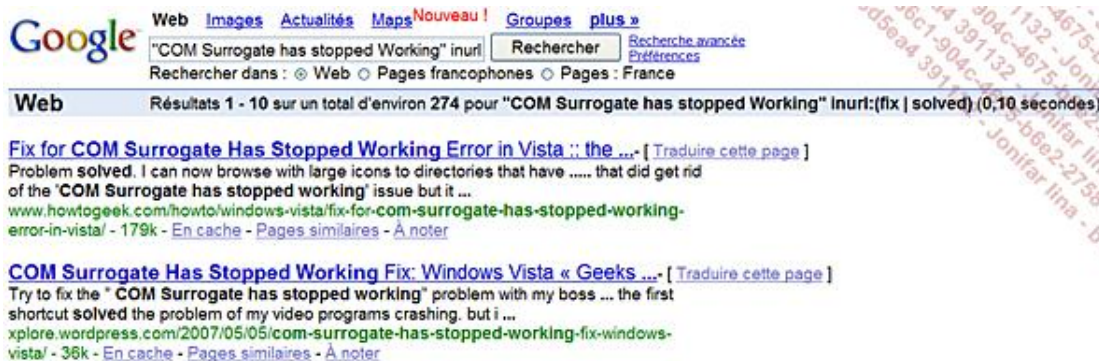 Google
Web Images Actualités Maps Nouveau ! Groupes plus »
"COM Surrogate has stopped Working" inurl Rechercher Recherche avancée
Préférences
Rechercher dans : Web Pages francophones Pages : France
Web Résultats 1 - 10 sur un total d'environ 274 pour "COM Surrogate has stopped Working" inurl:(fix | solved) (0,10 secondes)
Fix for COM Surrogate Has Stopped Working Error in Vista :: the ...- [ Traduire cette page ]
Problem solved. I can now browse with large icons to directories that have ..... that did get rid
of the 'COM Surrogate has stopped working' issue but it ...
www.howtogeek.com/howto/windows-vista/fix-for-com-surrogate-has-stopped-working-
error-in-vista/ - 179k - En cache - Pages similaires - À noter
COM Surrogate Has Stopped Working Fix: Windows Vista « Geeks ...- [ Traduire cette page ]
Try to fix the " COM Surrogate has stopped working" problem with my boss ... the first
shortcut solved the problem of my video programs crashing. but i ...
xplore.wordpress.com/2007/05/05/com-surrogate-has-stopped-working-fix-windows-
vista/ - 36k - En cache - Pages similaires - À noter
Jonifar lina